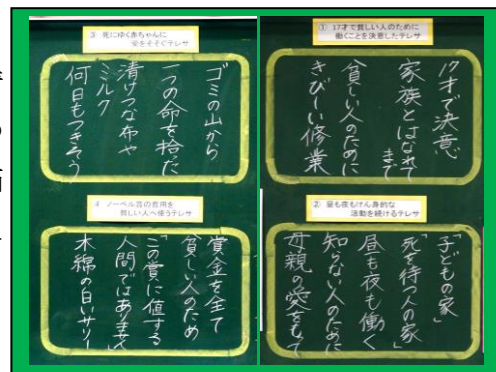 ① 17才で貧しい人のために
働くことを決意したテレサ
17才で決意
家族とはなれて
まで
貧しい人のために
きびしい修業
② 昼も夜もけん身的な
活動を続けるテレサ
「子どもの家」
「死を待つ人の家」
昼も夜も働く
知らない人のために
母親の愛をもって
③ 死にゆく赤ちゃんに
愛をそそぐテレサ
ゴミの山から
一つの命を拾った
清けつな布や
ミルク
何日もつきそう
4 ノーベル賞の費用を
貧しい人へ使うテレサ
賞金を全て
貧しい人のため
「この賞に値する
人間ではありません」
木綿の白いサリー